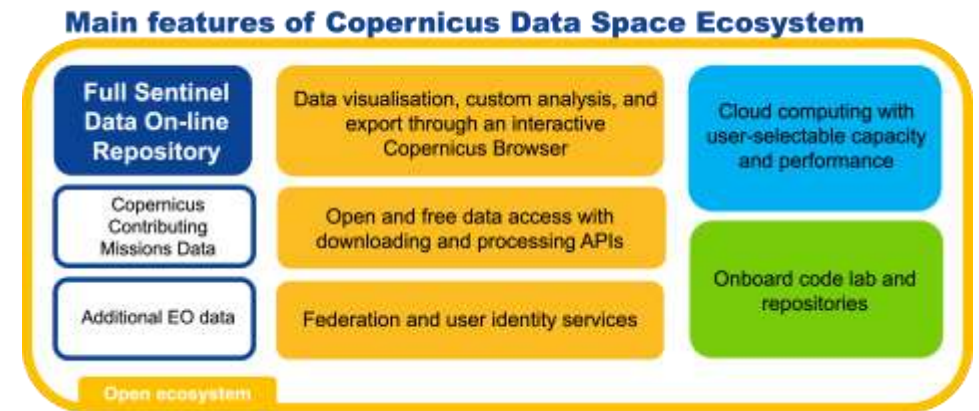 Main features of Copernicus Data Space Ecosystem
Full Sentinel
Data On-line
Repository
Copernicus
Contributing
Missions Data
Additional EO data
Data visualisation, custom analysis, and
export through an interactive
Copernicus Browser
Open and free data access with
downloading and processing APIs
Federation and user identity services
Cloud computing with
user-selectable capacity
and performance
Onboard code lab and
repositories
Open ecosystem